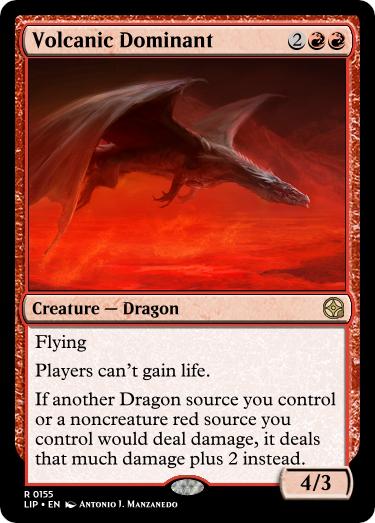 Volcanic Dominant 2
Creature — Dragon
Flying
Players can't gain life.
If another Dragon source you control
or a noncreature red source you
control would deal damage, it deals
that much damage plus 2 instead.
4/3
R 0155
LIP • EN Antonio J. Manzanedo